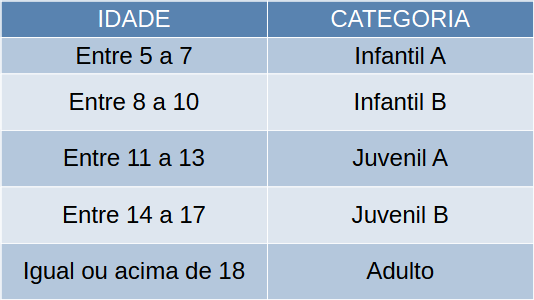 IDADE CATEGORIA
Entre 5 a 7 Infantil A
Entre 8 a 10 Infantil B
Entre 11 a 13 Juvenil A
Entre 14 a 17 Juvenil B
Igual ou acima de 18 Adulto